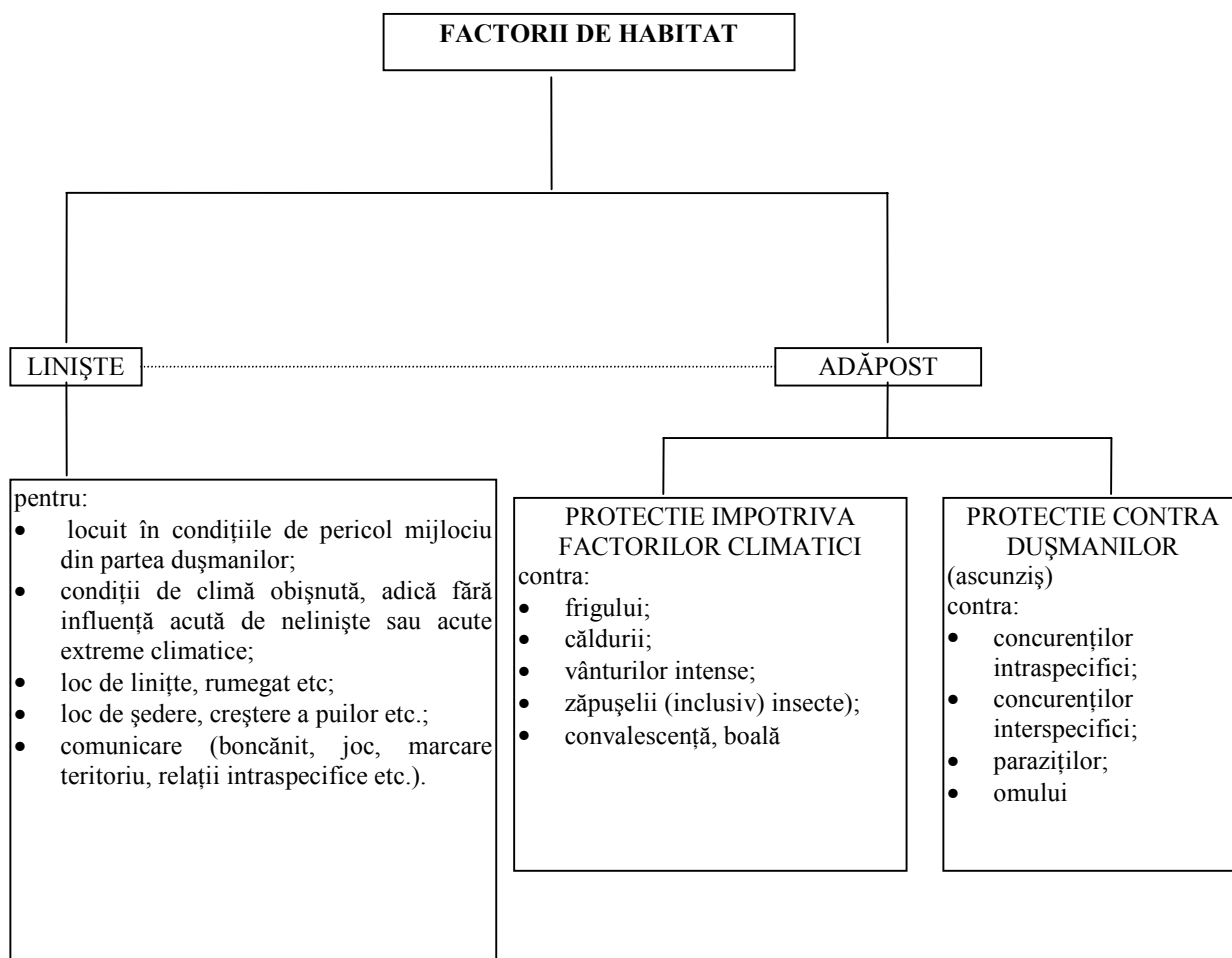 FACTORII DE HABITAT
LINIŞTE
ADĂPOST
pentru:
• locuit în condiţiile de pericol mijlociu
din partea duşmanilor;
• condiţii de climă obişnută, adică fără
influenţă acută de nelinişte sau acute
extreme climatice;
• loc de liniţte, rumegat etc;
• loc de şedere, creştere a puilor etc.;
• comunicare (boncănit, joc, marcare
teritoriu, relaţii intraspecifice etc.).
PROTECTIE IMPOTRIVA
FACTORILOR CLIMATICI
contra:
• frigului;
• căldurii;
• vânturilor intense;
• zăpuşelii (inclusiv) insecte);
• convalescenţă, boală
PROTECTIE CONTRA
DUŞMANILOR
(ascunziş)
contra:
• concurenţilor
intraspecifici;
• concurenţilor
interspecifici;
• paraziţilor;
• omului